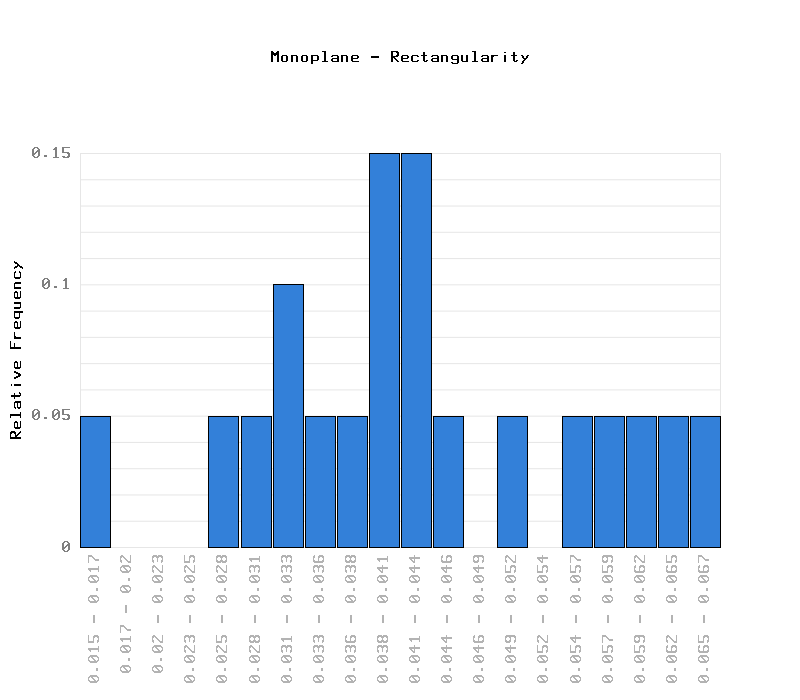 Monoplane - Rectangularity
0.15
0.1
0.05
0
Relative Frequency
0.015 - 0.017
0.017 - 0.02
0.02 - 0.023
0.023 - 0.025
0.025 - 0.028
0.028 - 0.031
0.031 - 0.033
0.033 - 0.036
0.036 - 0.038
0.038 - 0.041
0.041 - 0.044
0.044 - 0.046
0.046 - 0.049
0.049 - 0.052
0.052 - 0.054
0.054 - 0.057
0.057 - 0.059
0.059 - 0.062
0.062 - 0.065
0.065 - 0.067